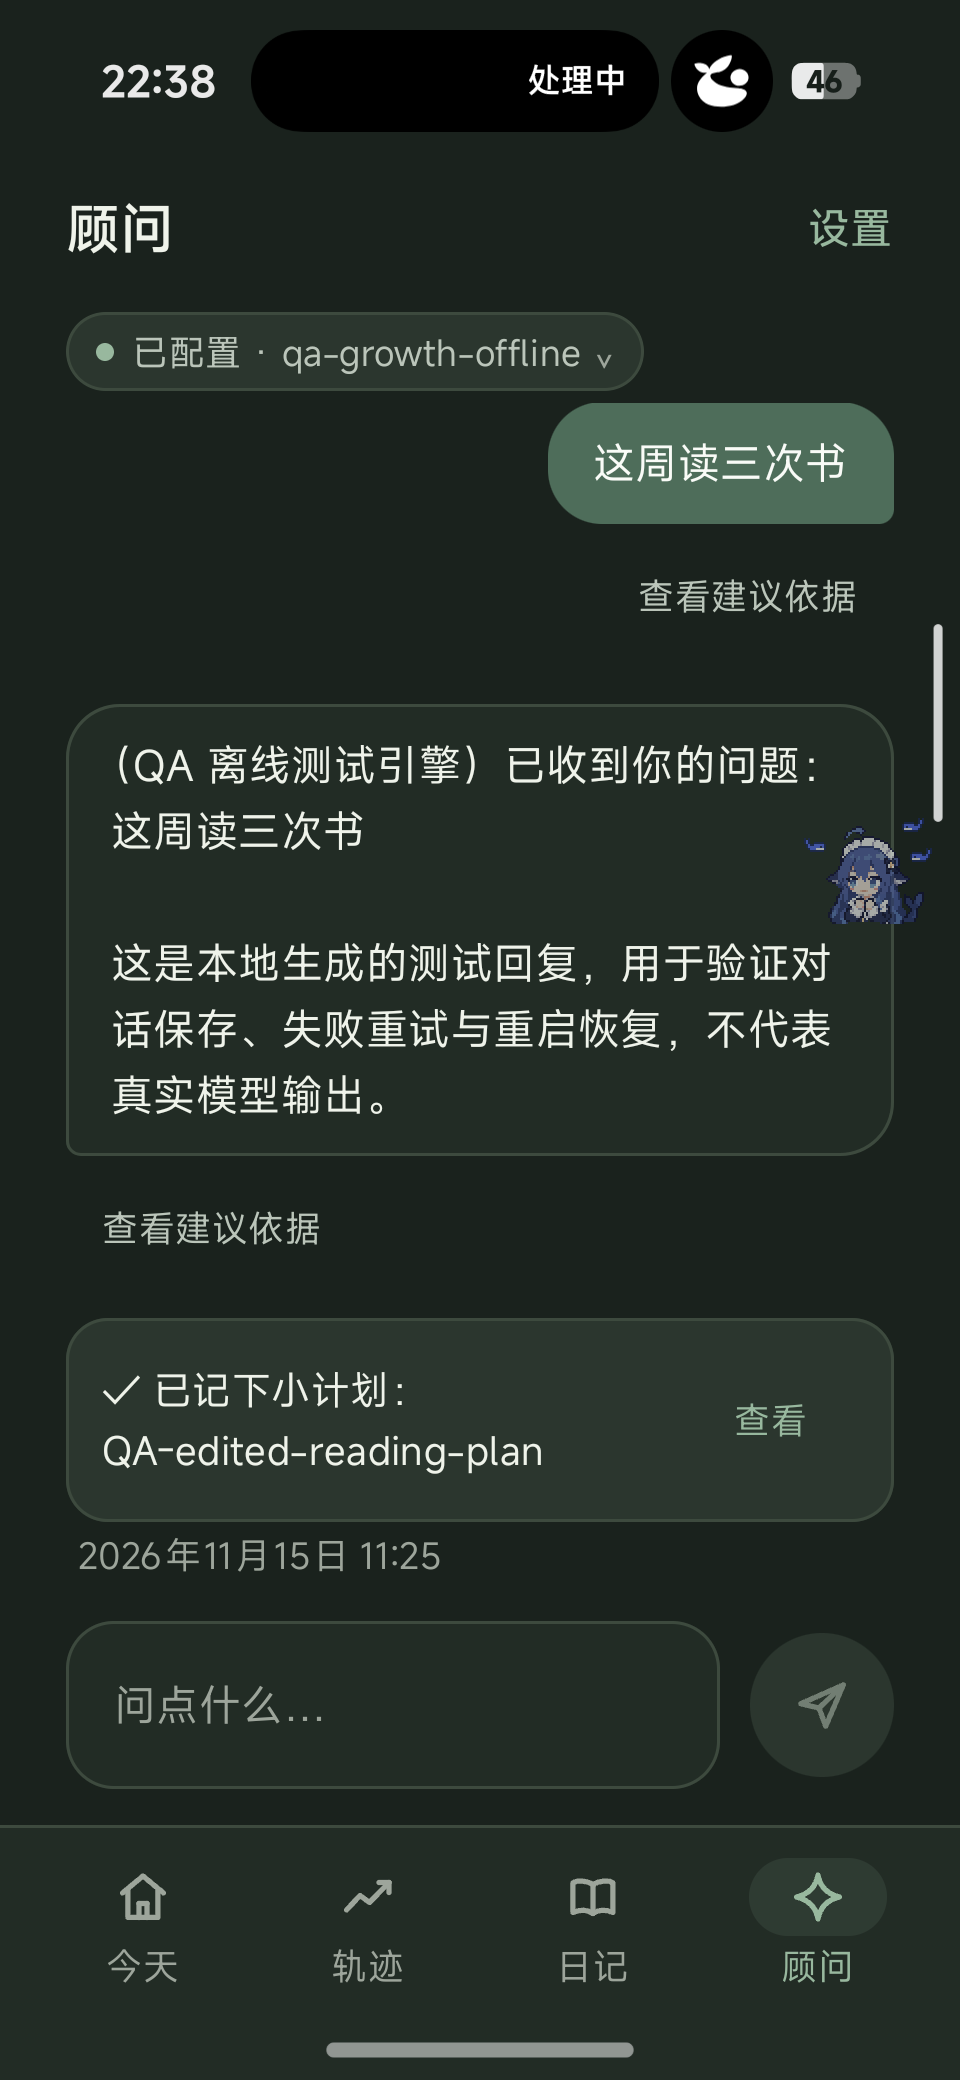 22:38
处理中
46
顾问
设置
已配置 · qa-growth-offline
这周读三次书
查看建议依据
（QA 离线测试引擎）已收到你的问题：
这周读三次书
这是本地生成的测试回复，用于验证对
话保存、失败重试与重启恢复，不代表
真实模型输出。
查看建议依据
✓ 已记下小计划：
QA-edited-reading-plan
查看
2026年11月15日 11:25
问点什么...
今天
轨迹
日记
顾问